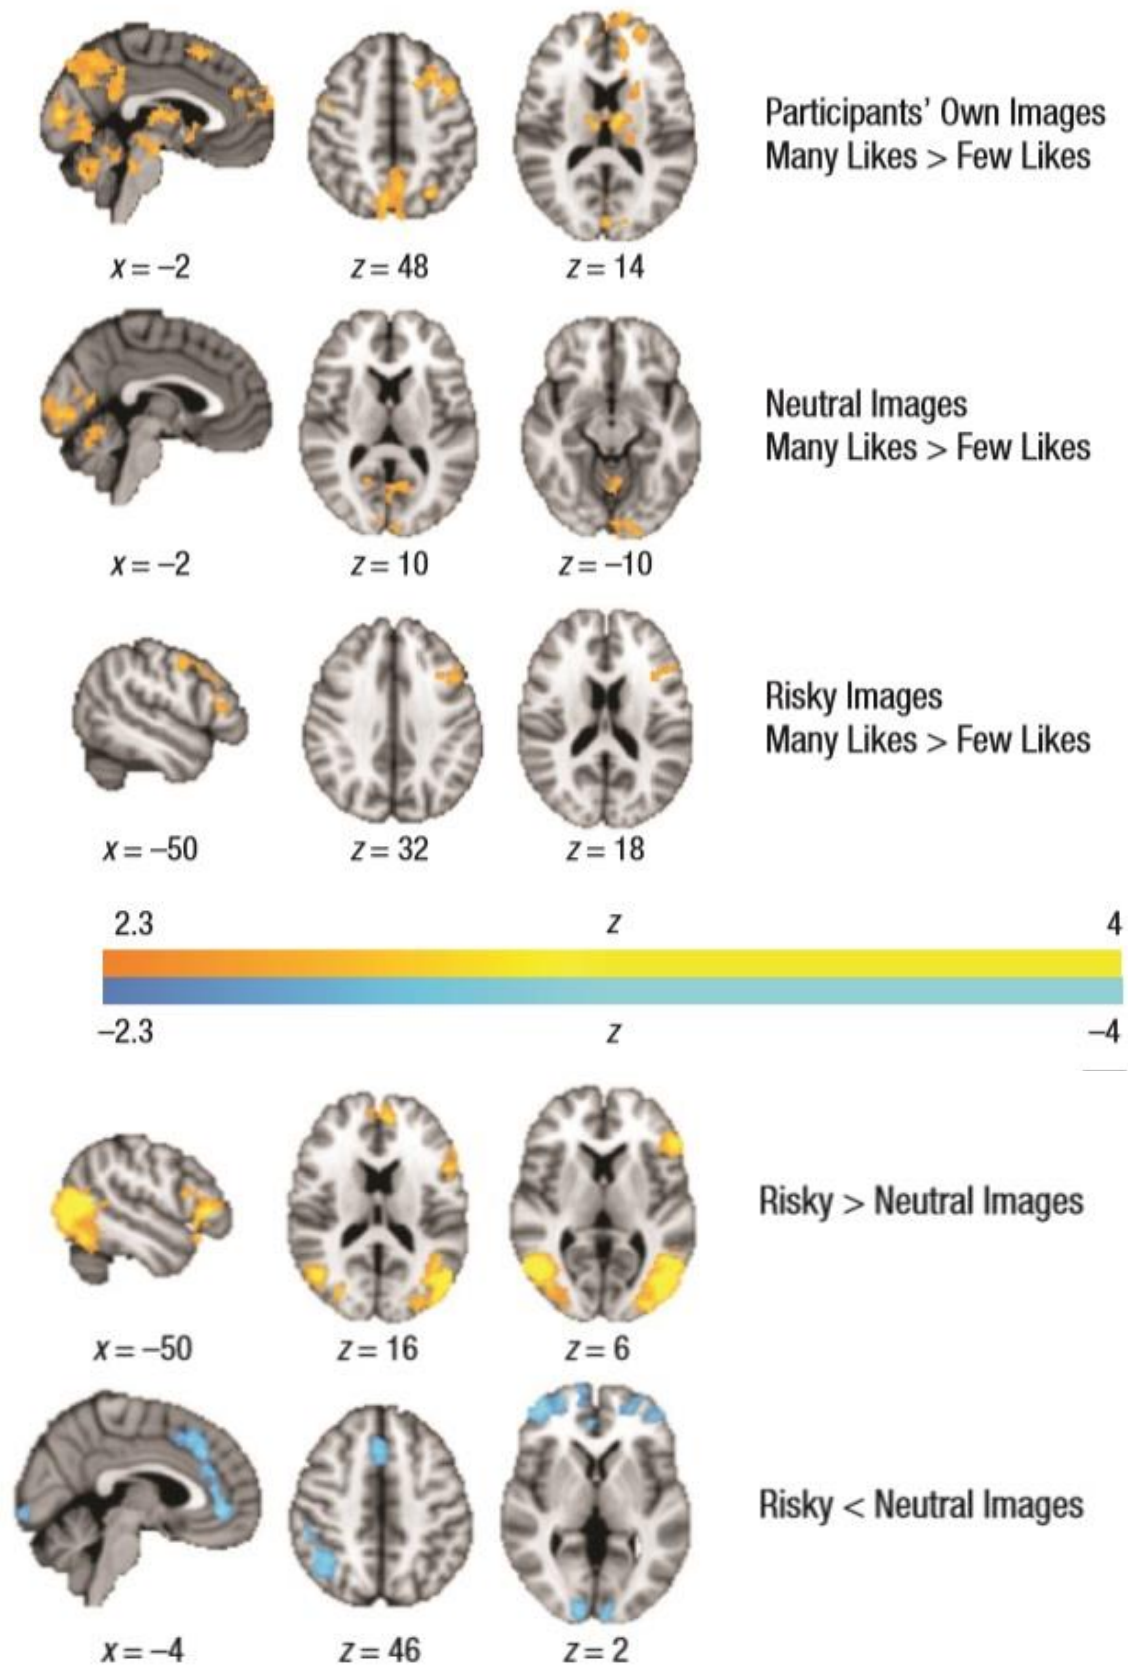 Participants’ Own Images
Many Likes > Few Likes
x = –2
z = 48
z = 14
Neutral Images
Many Likes > Few Likes
x = –2
z = 10
z = –10
Risky Images
Many Likes > Few Likes
x = –50
z = 32
z = 18
2.3 z 4
–2.3 z –4
Risky > Neutral Images
x = –50
z = 16
z = 6
Risky < Neutral Images
x = –4
z = 46
z = 2